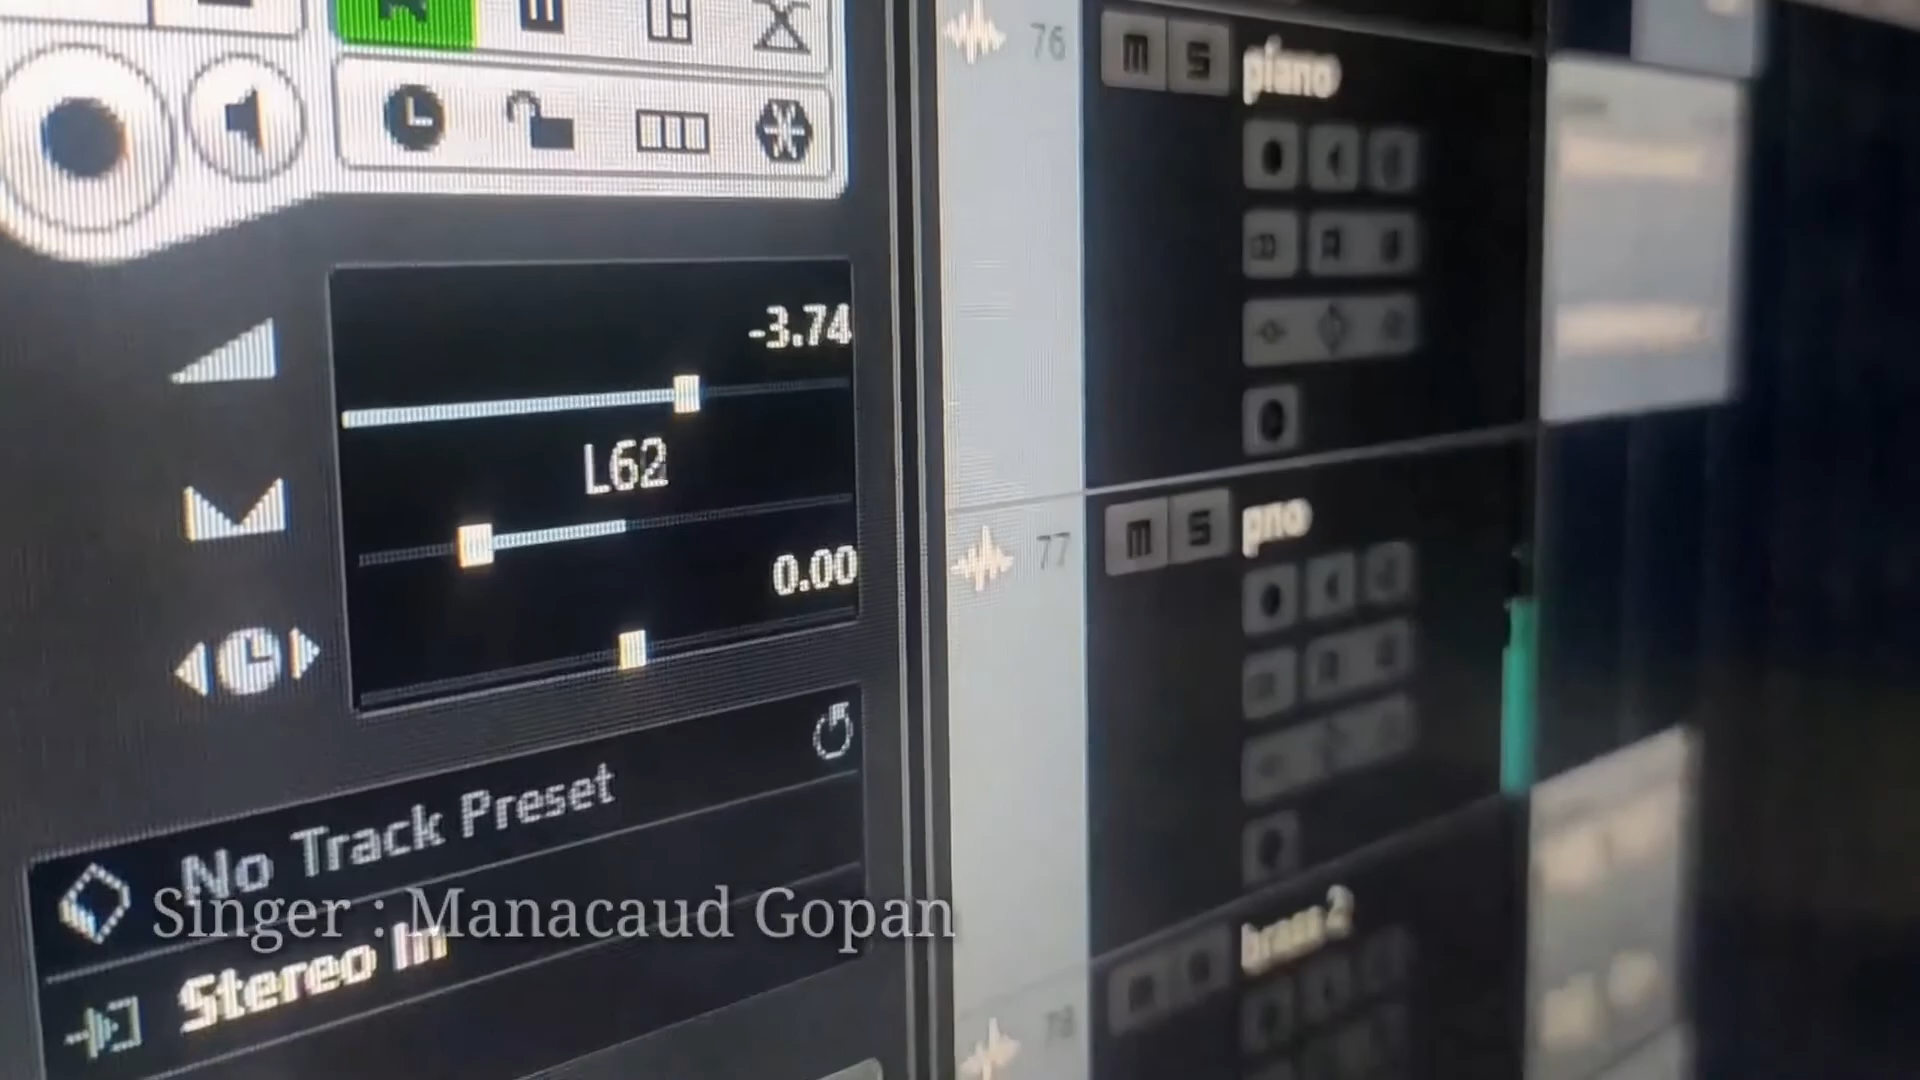 76
m S piano
-3.74
L62
0.00
77
m S pno
No Track Preset
Singer : Manacaud Gopan
Stereo In
78
brass 2